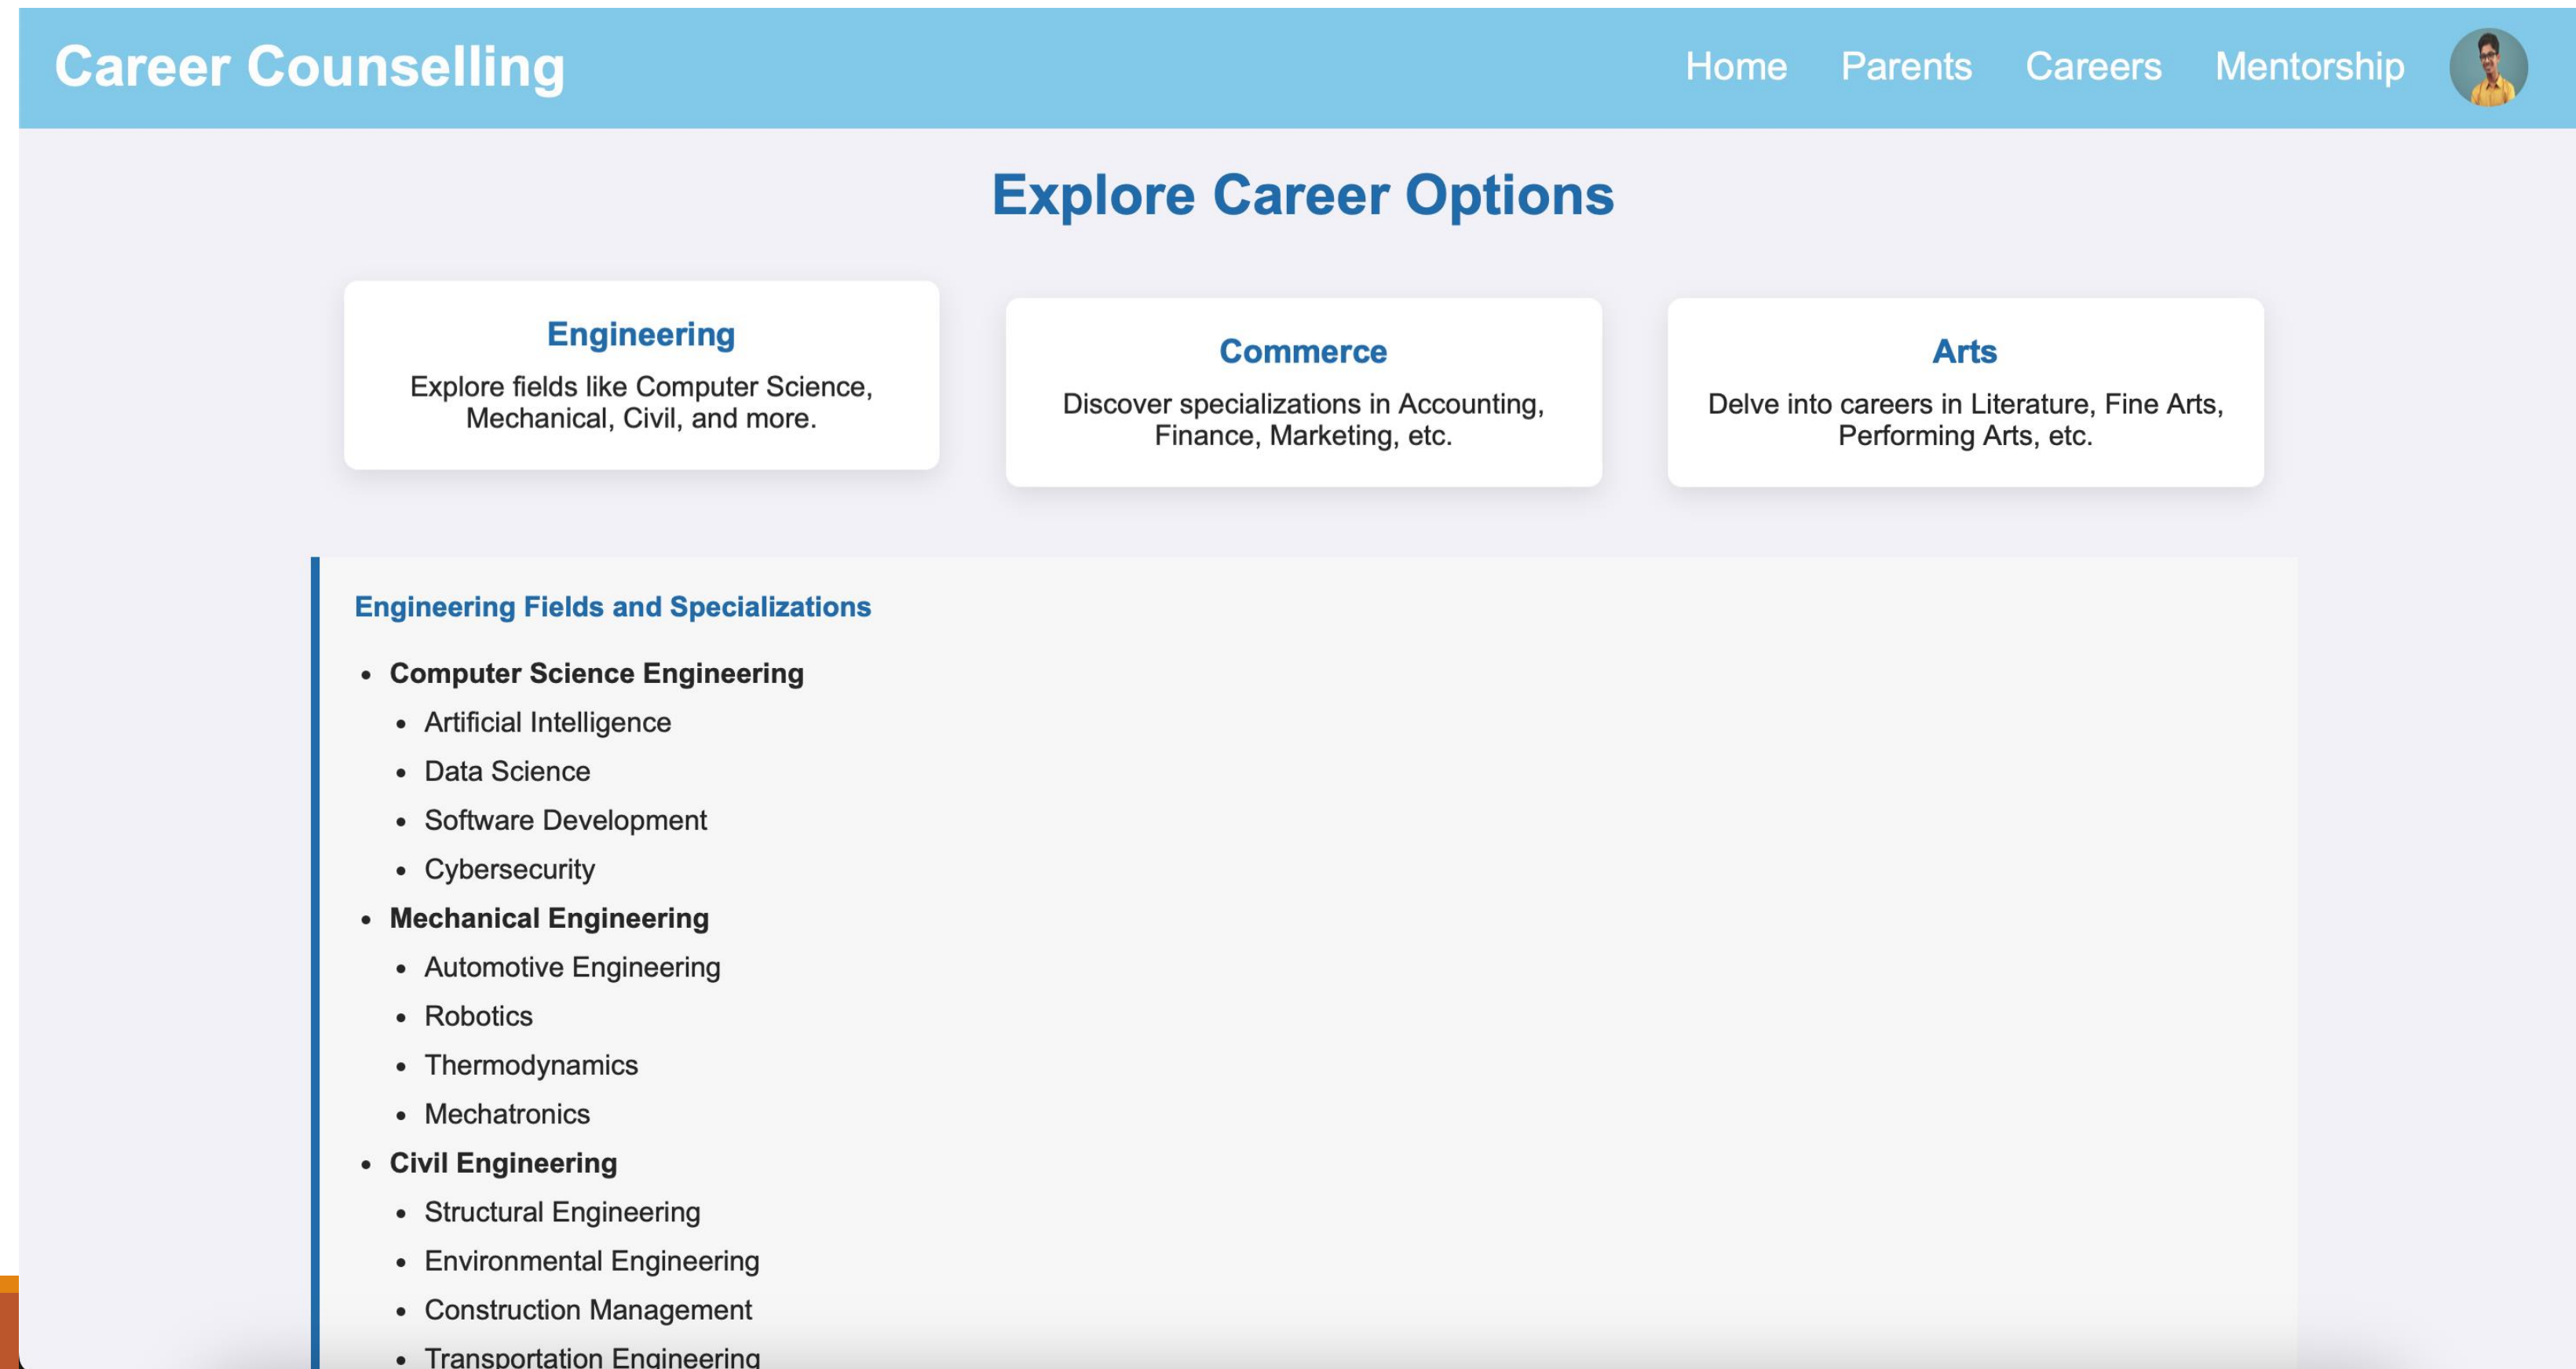 Career Counselling
Home Parents Careers Mentorship
Explore Career Options
Engineering
Explore fields like Computer Science,
Mechanical, Civil, and more.
Commerce
Discover specializations in Accounting,
Finance, Marketing, etc.
Arts
Delve into careers in Literature, Fine Arts,
Performing Arts, etc.
Engineering Fields and Specializations
Computer Science Engineering
Artificial Intelligence
Data Science
Software Development
Cybersecurity
Mechanical Engineering
Automotive Engineering
Robotics
Thermodynamics
Mechatronics
Civil Engineering
Structural Engineering
Environmental Engineering
Construction Management
Transportation Engineering